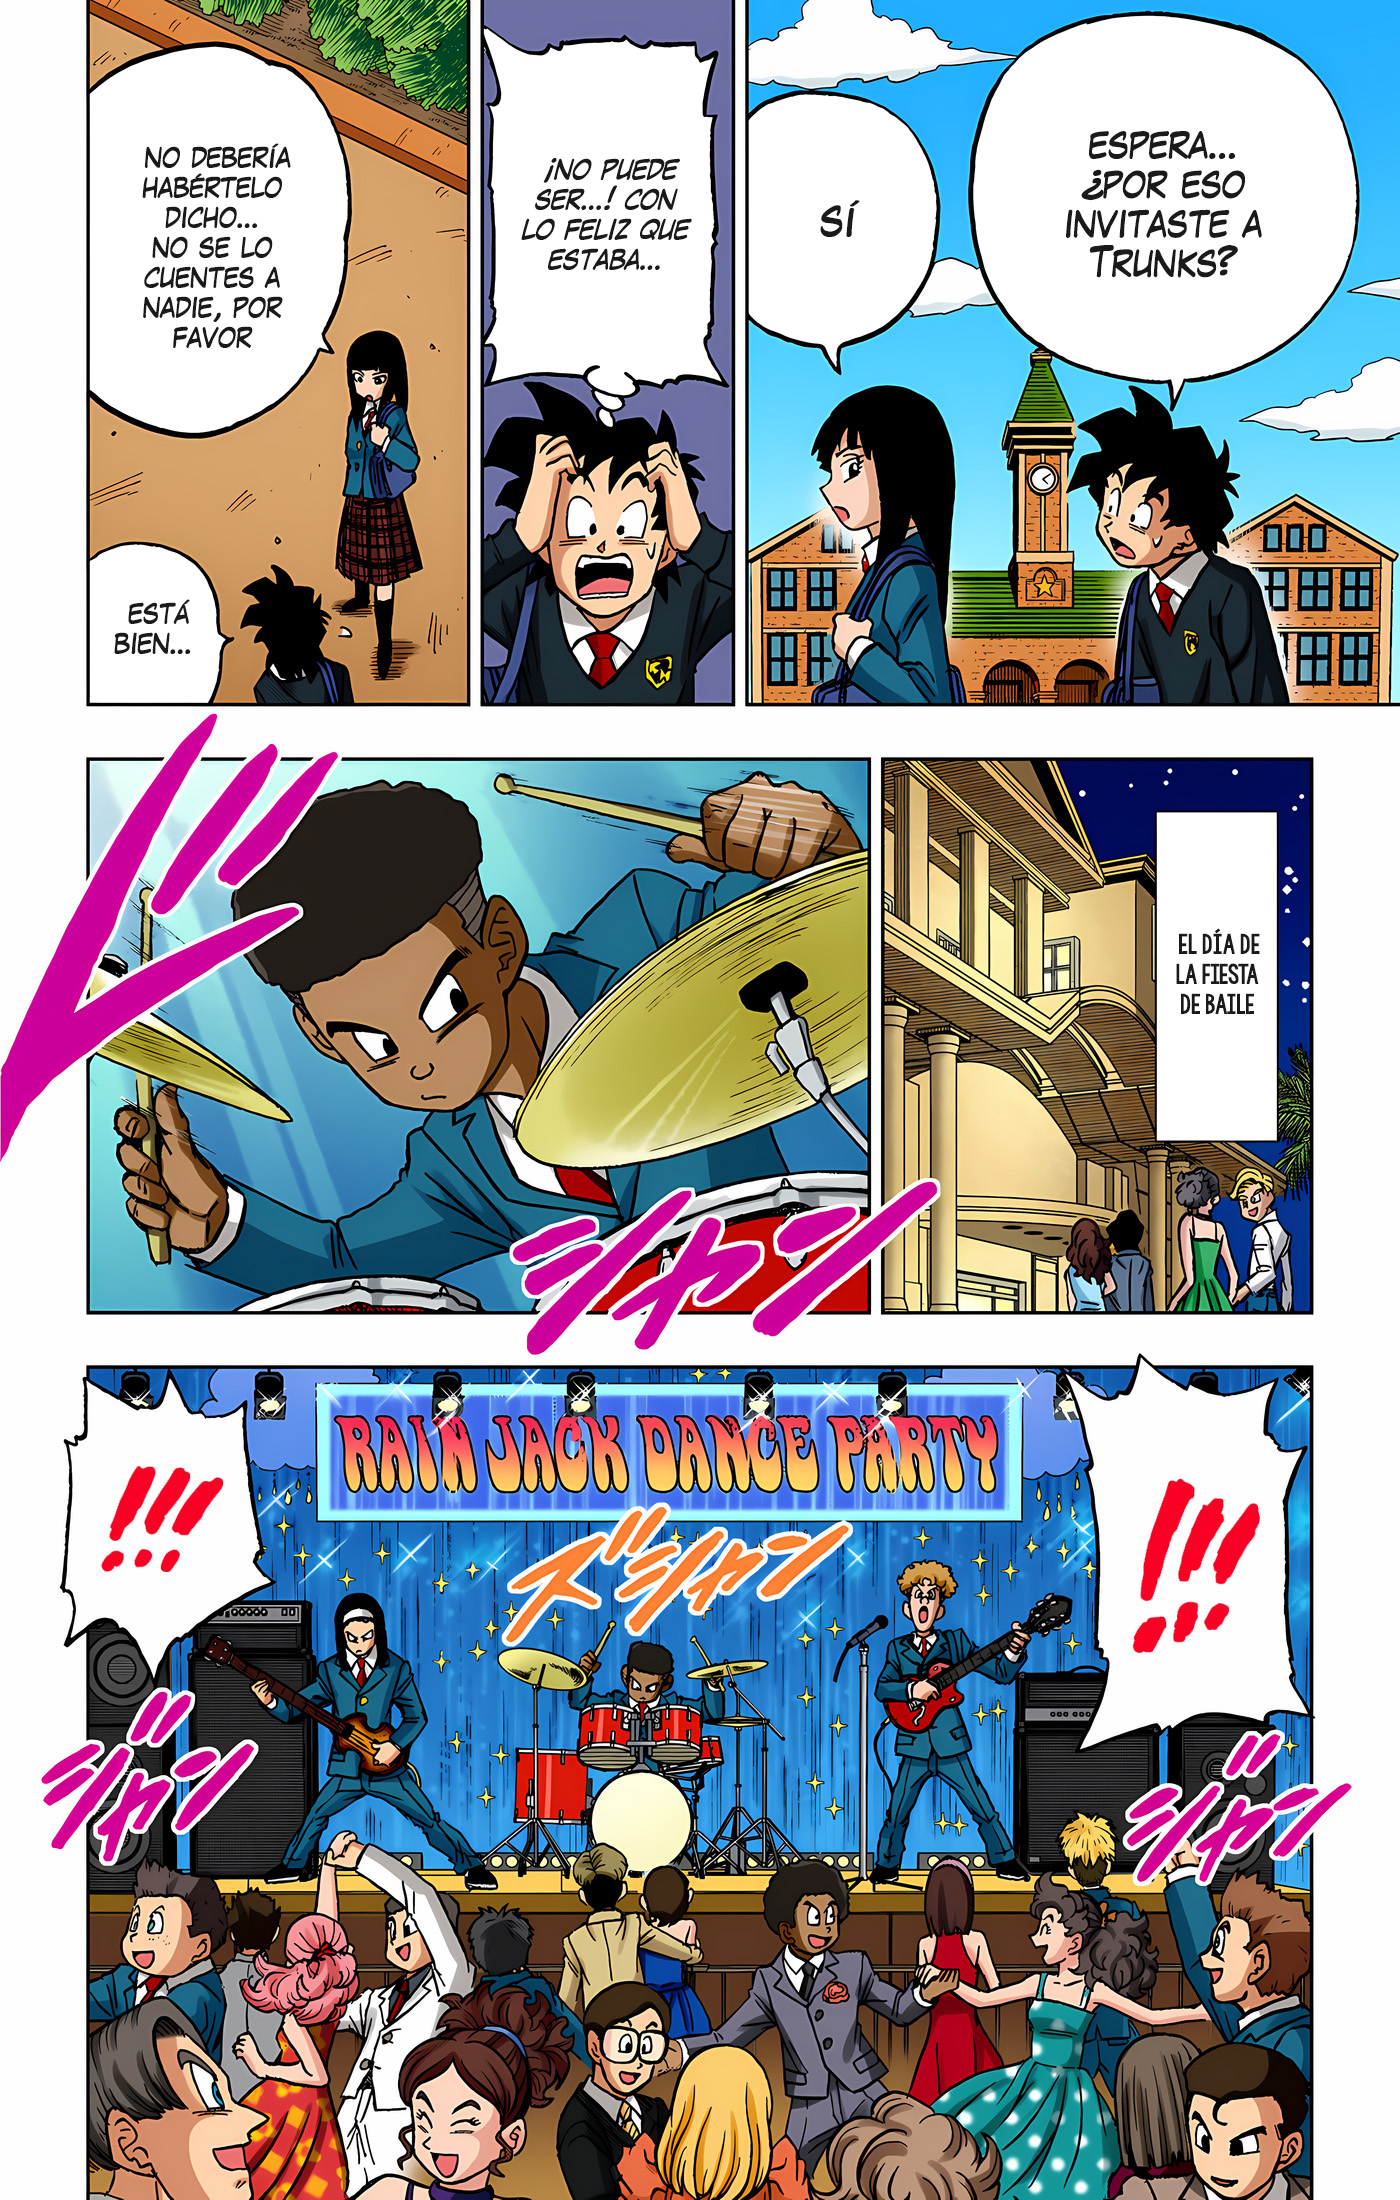 ESPERA...
¿POR ESO
INVITASTE A
TRUNKS?
SÍ
¡NO PUEDE
SER...! CON
LO FELIZ QUE
ESTABA...
NO DEBERÍA
HABÉRTELO
DICHO...
NO SE LO
CUENTES A
NADIE, POR
FAVOR
ESTÁ
BIEN...
EL DÍA DE
LA FIESTA
DE BAILE
ド
シャン
RAIN JACK DANCE PARTY
!!!
ズシャン
!!!
ジャン
ジャン